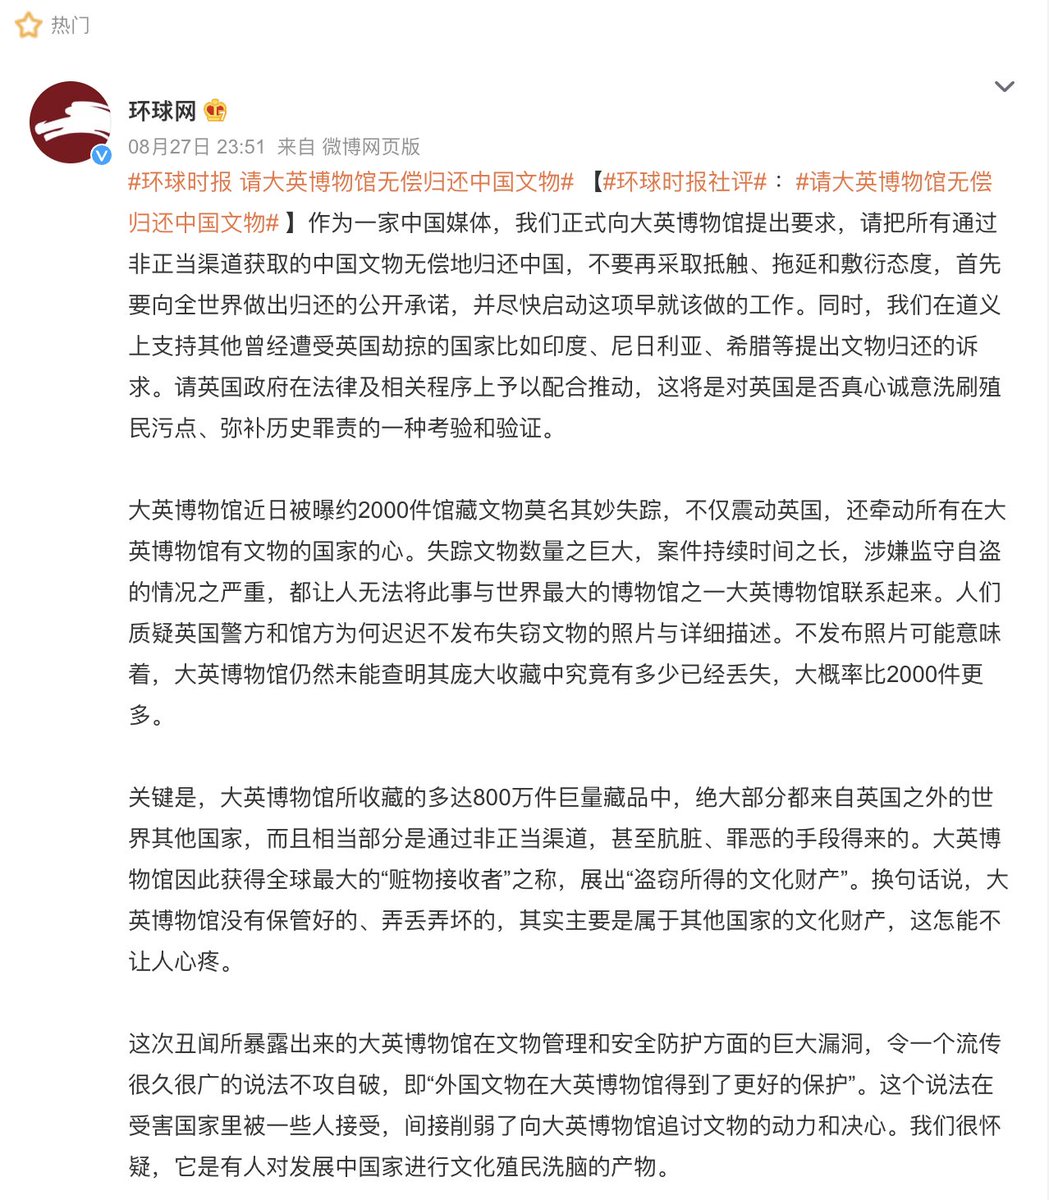 热门
环球网
08月27日 23:51 来自 微博网页版
#环球时报 请大英博物馆无偿归还中国文物# 【#环球时报社评#：#请大英博物馆无偿
归还中国文物# 】作为一家中国媒体，我们正式向大英博物馆提出要求，请把所有通过
非正当渠道获取的中国文物无偿地归还中国，不要再采取抵触、拖延和敷衍态度，首先
要向全世界做出归还的公开承诺，并尽快启动这项早就该做的工作。同时，我们在道义
上支持其他曾经遭受英国劫掠的国家比如印度、尼日利亚、希腊等提出文物归还的诉
求。请英国政府在法律及相关程序上予以配合推动，这将是对英国是否真心诚意洗刷殖
民污点、弥补历史罪责的一种考验和验证。
大英博物馆近日被曝约2000件馆藏文物莫名其妙失踪，不仅震动英国，还牵动所有在大
英博物馆有文物的国家的心。失踪文物数量之巨大，案件持续时间之长，涉嫌监守自盗
的情况之严重，都让人无法将此事与世界最大的博物馆之一大英博物馆联系起来。人们
质疑英国警方和馆方为何迟迟不发布失窃文物的照片与详细描述。不发布照片可能意味
着，大英博物馆仍然未能查明其庞大收藏中究竟有多少已经丢失，大概率比2000件更
多。
关键是，大英博物馆所收藏的多达800万件巨量藏品中，绝大部分都来自英国之外的世
界其他国家，而且相当部分是通过非正当渠道，甚至肮脏、罪恶的手段得来的。大英博
物馆因此获得全球最大的“赃物接收者”之称，展出“盗窃所得的文化财产”。换句话说，大
英博物馆没有保管好的、弄丢弄坏的，其实主要是属于其他国家的文化财产，这怎能不
让人心疼。
这次丑闻所暴露出来的大英博物馆在文物管理和安全防护方面的巨大漏洞，令一个流传
很久很广的说法不攻自破，即“外国文物在大英博物馆得到了更好的保护”。这个说法在
受害国家里被一些人接受，间接削弱了向大英博物馆追讨文物的动力和决心。我们很怀
疑，它是有人对发展中国家进行文化殖民洗脑的产物。